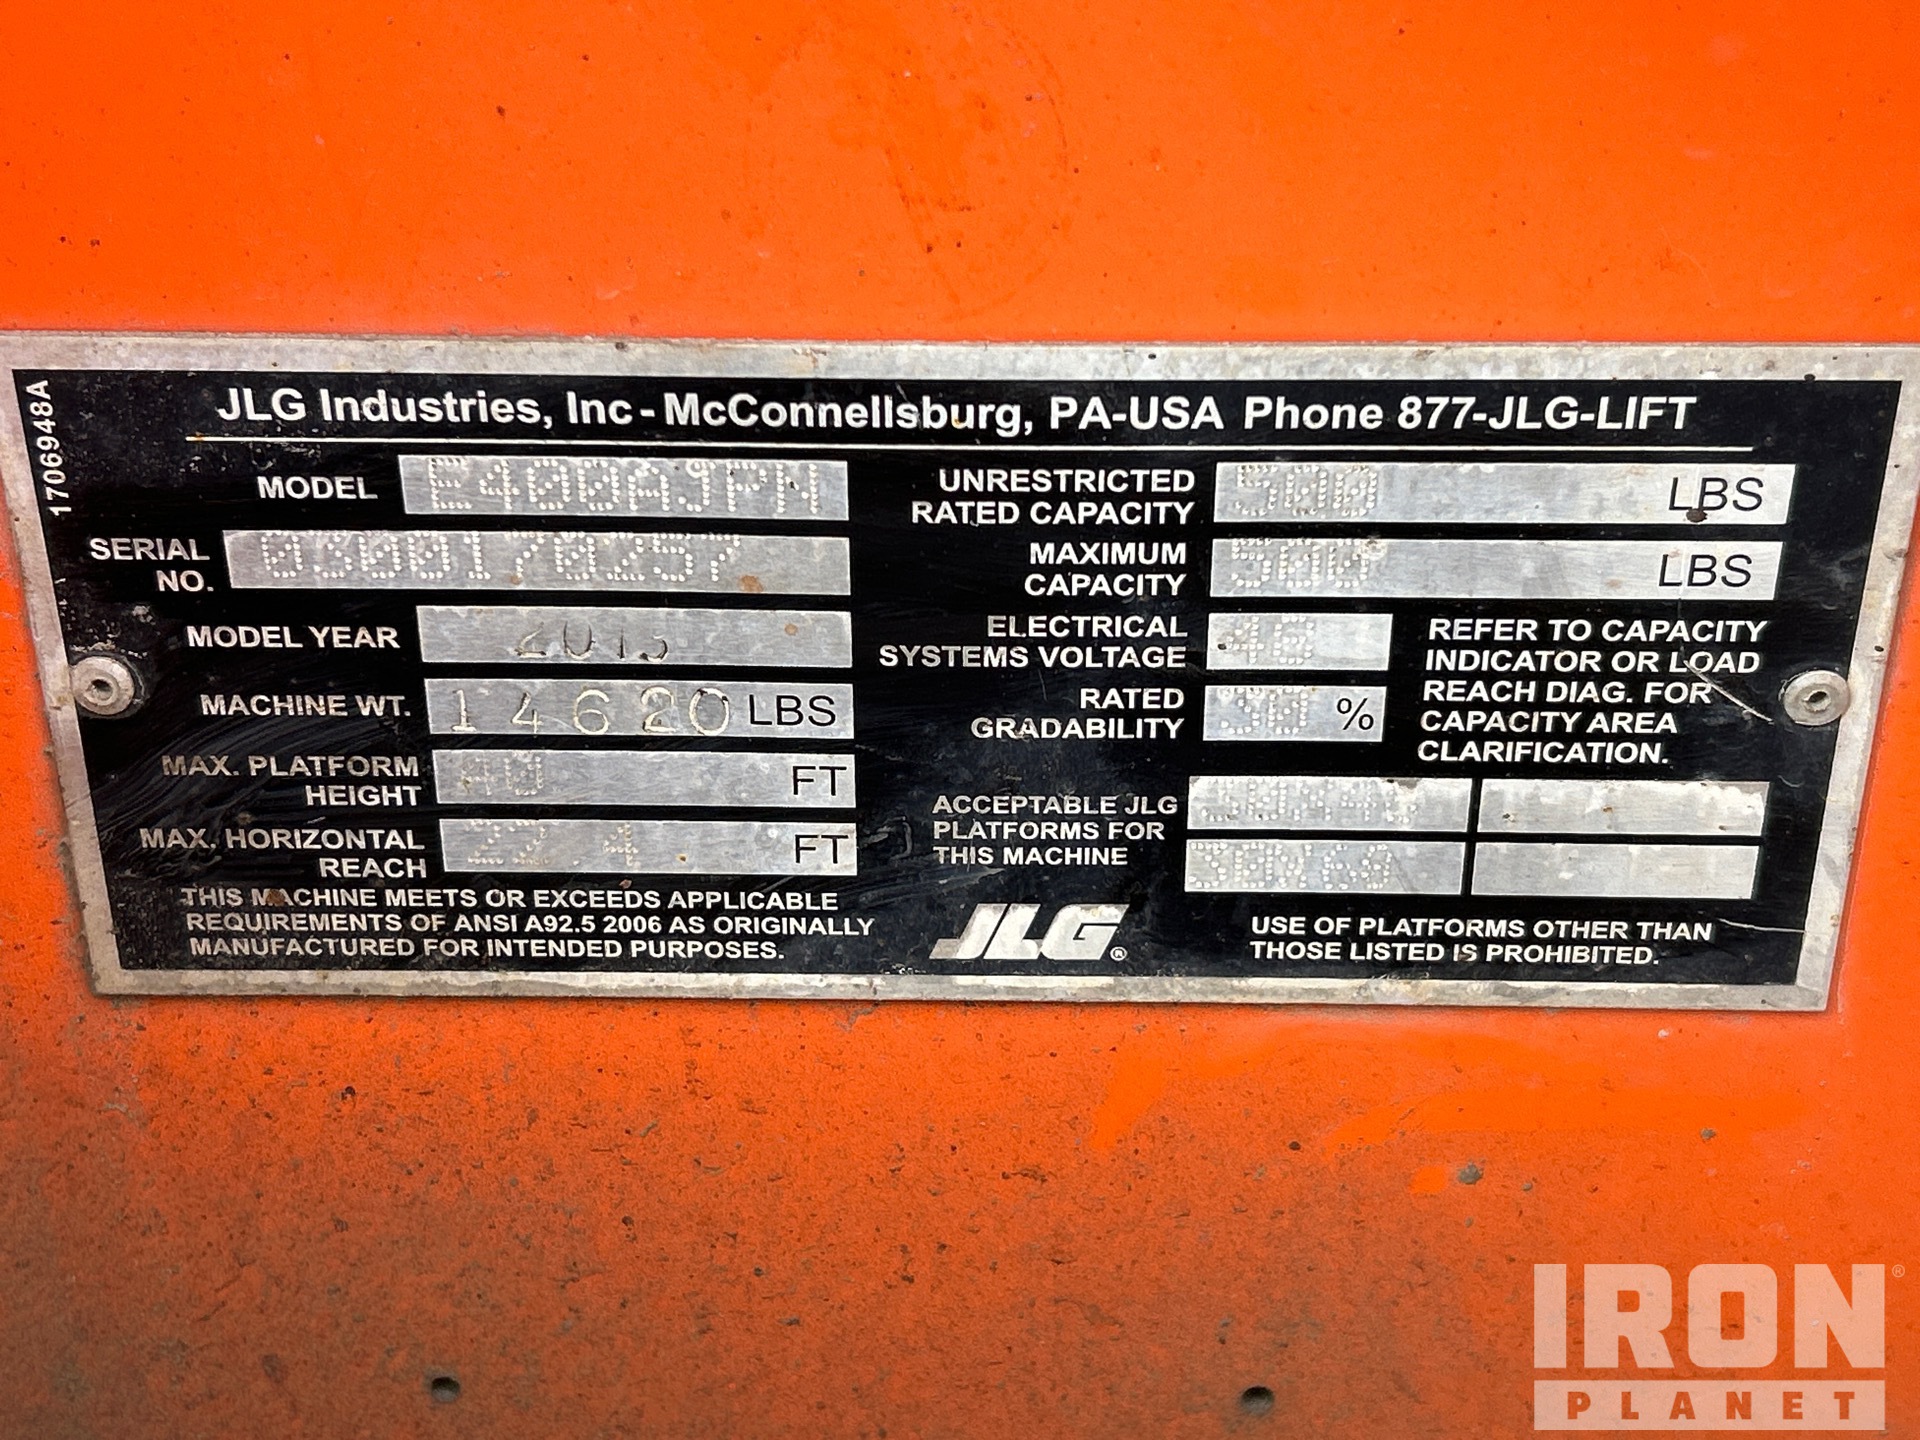 JLG Industries, Inc - McConnellsburg, PA-USA Phone 877-JLG-LIFT
1706948A
MODEL E400AJPN
SERIAL NO. 0300170257
MODEL YEAR
MACHINE WT. 14620 LBS
MAX. PLATFORM HEIGHT 40 FT
MAX. HORIZONTAL REACH 22.4 FT
THIS MACHINE MEETS OR EXCEEDS APPLICABLE
REQUIREMENTS OF ANSI A92.5 2006 AS ORIGINALLY
MANUFACTURED FOR INTENDED PURPOSES.
UNRESTRICTED RATED CAPACITY 500 LBS
MAXIMUM CAPACITY 500 LBS
ELECTRICAL SYSTEMS VOLTAGE 48
RATED GRADABILITY 30 %
REFER TO CAPACITY
INDICATOR OR LOAD
REACH DIAG. FOR
CAPACITY AREA
CLARIFICATION.
ACCEPTABLE JLG
PLATFORMS FOR
THIS MACHINE
JLG®
USE OF PLATFORMS OTHER THAN
THOSE LISTED IS PROHIBITED.
IRON®
PLANET